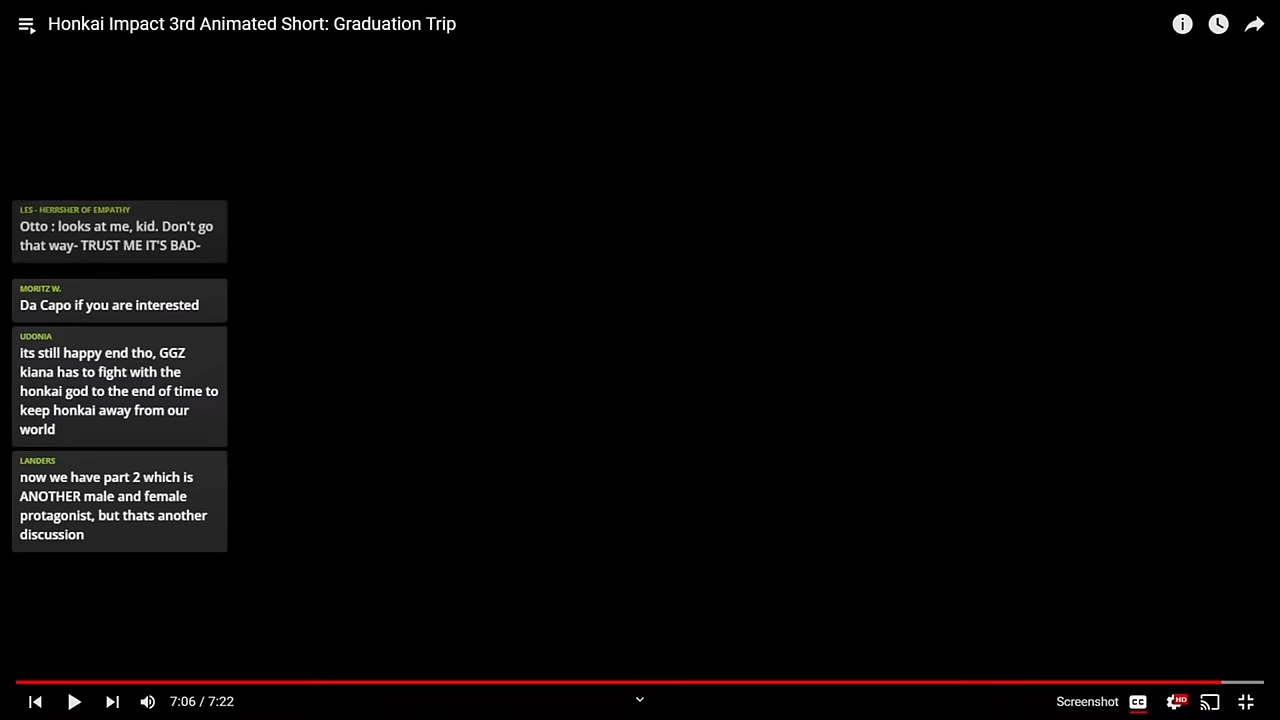 Honkai Impact 3rd Animated Short: Graduation Trip
LES - HERRSHER OF EMPATHY
Otto : looks at me, kid. Don't go
that way- TRUST ME IT'S BAD-
MORITZ W.
Da Capo if you are interested
UDONIA
its still happy end tho, GGZ
kiana has to fight with the
honkai god to the end of time to
keep honkai away from our
world
LANDERS
now we have part 2 which is
ANOTHER male and female
protagonist, but thats another
discussion
7:06 / 7:22
Screenshot
CC
HD